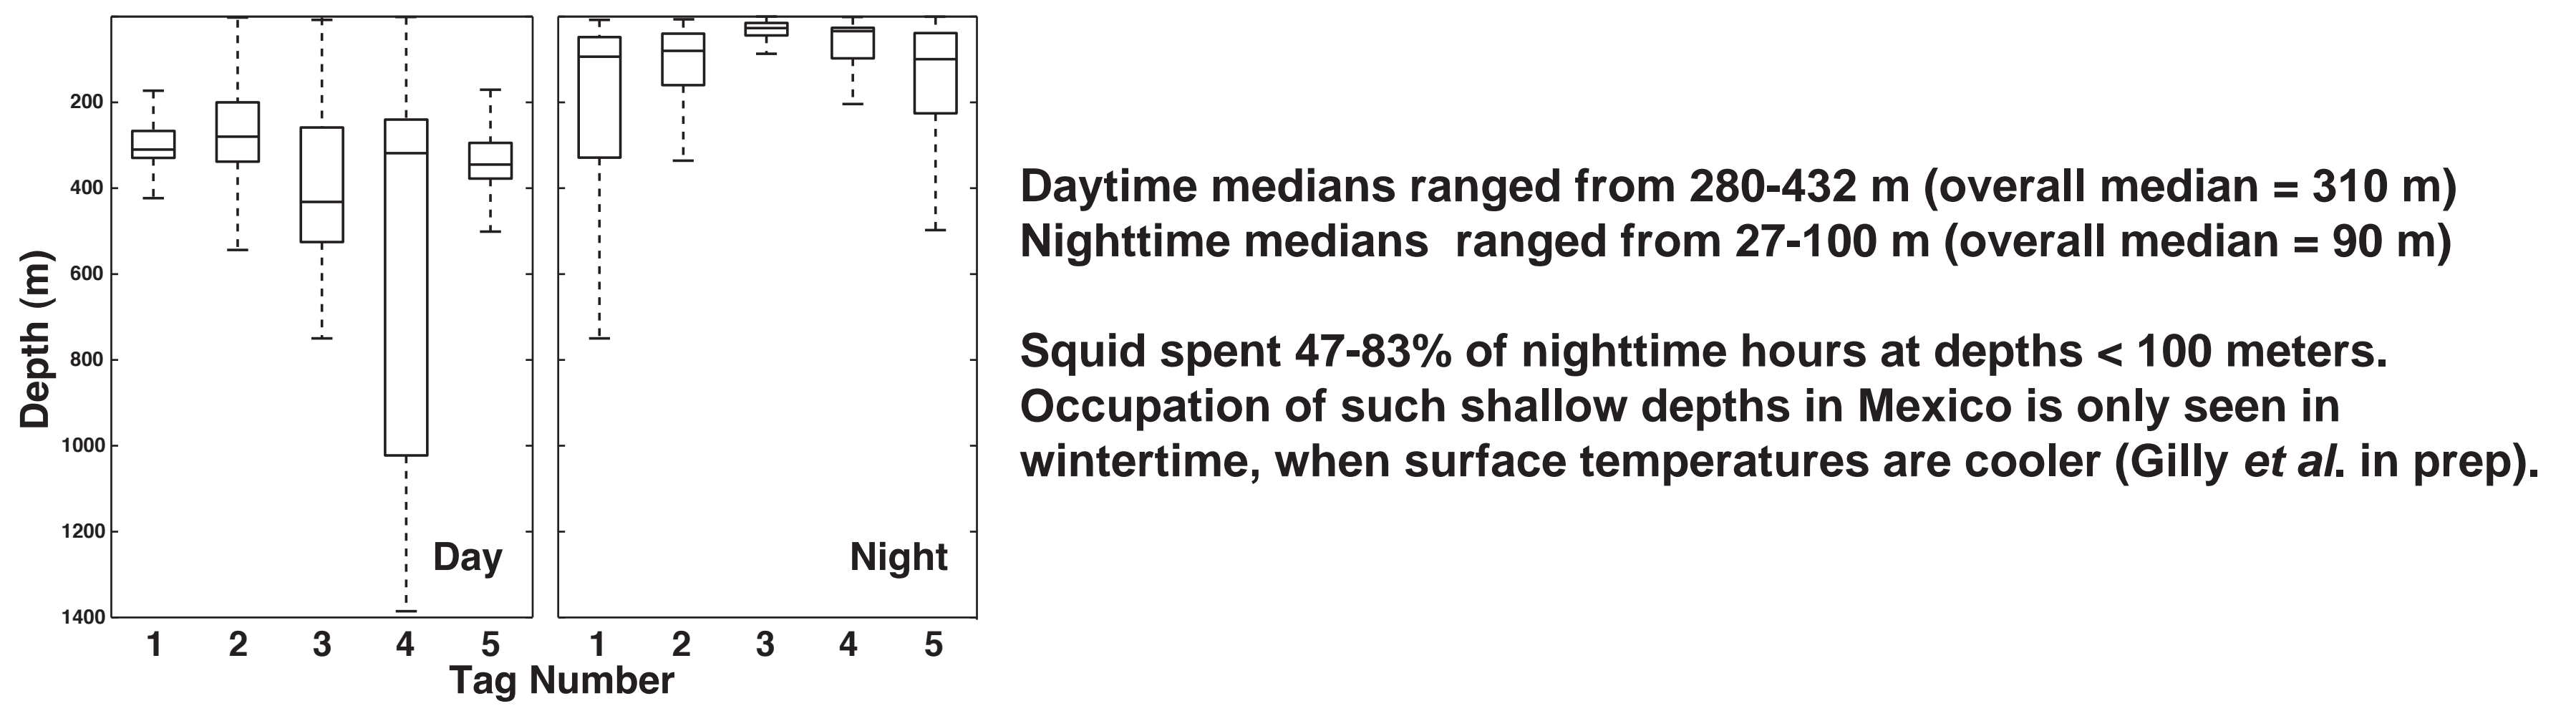 200
400
600
800
1000
1200
1400
Depth (m)
Day
Night
1 2 3 4 5
1 2 3 4 5
Tag Number
Daytime medians ranged from 280-432 m (overall median = 310 m)
Nighttime medians  ranged from 27-100 m (overall median = 90 m)
Squid spent 47-83% of nighttime hours at depths < 100 meters.
Occupation of such shallow depths in Mexico is only seen in
wintertime, when surface temperatures are cooler (Gilly et al. in prep).